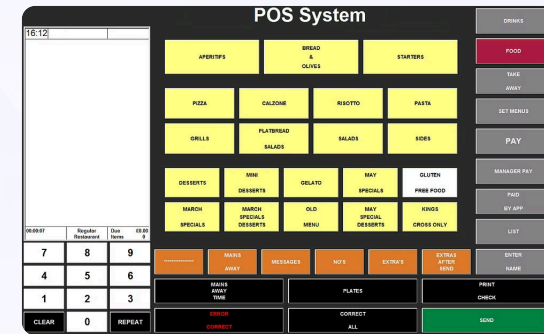 POS System
16:12
DRINKS
FOOD
TAKE
AWAY
SET MENUS
PAY
MANAGER PAY
PAID
BY APP
LIST
ENTER
NAME
APERITIFS
BREAD
&
OLIVES
STARTERS
PIZZA
CALZONE
RISOTTO
PASTA
GRILLS
FLATBREAD
SALADS
SALADS
SIDES
DESSERTS
MINI
DESSERTS
GELATO
MAY
SPECIALS
GLUTEN
FREE FOOD
MARCH
SPECIALS
MARCH
SPECIALS
DESSERTS
OLD
MENU
MAY
SPECIAL
DESSERTS
KINGS
CROSS ONLY
00:00:07
Regular
Restaurant
Due £0.00
Items 0
7 8 9
4 5 6
1 2 3
CLEAR 0 REPEAT
--------------
MAINS
AWAY
MESSAGES
NO'S
EXTRA'S
EXTRAS
AFTER
SEND
MAINS
AWAY
TIME
PLATES
PRINT
CHECK
ERROR
CORRECT
CORRECT
ALL
SEND